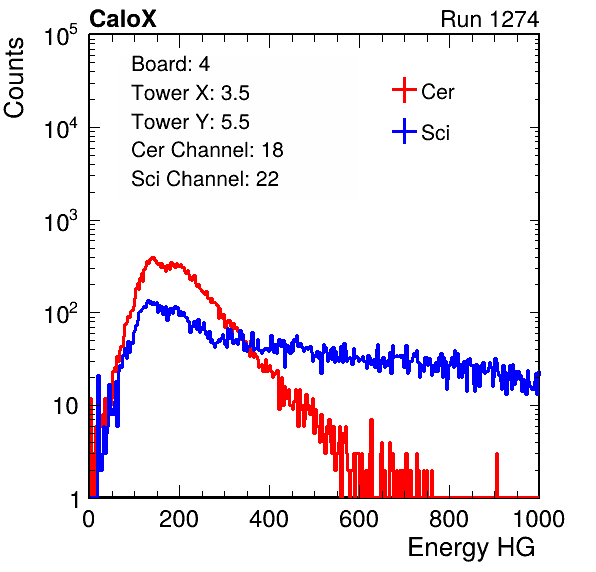 CaloX Run 1274
Counts
10^5
10^4
10^3
10^2
10
1
Board: 4
Tower X: 3.5
Tower Y: 5.5
Cer Channel: 18
Sci Channel: 22
Cer
Sci
0 200 400 600 800 1000
Energy HG